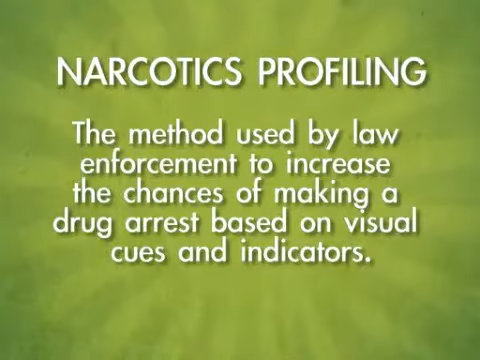 NARCOTICS PROFILING
The method used by law
enforcement to increase
the chances of making a
drug arrest based on visual
cues and indicators.